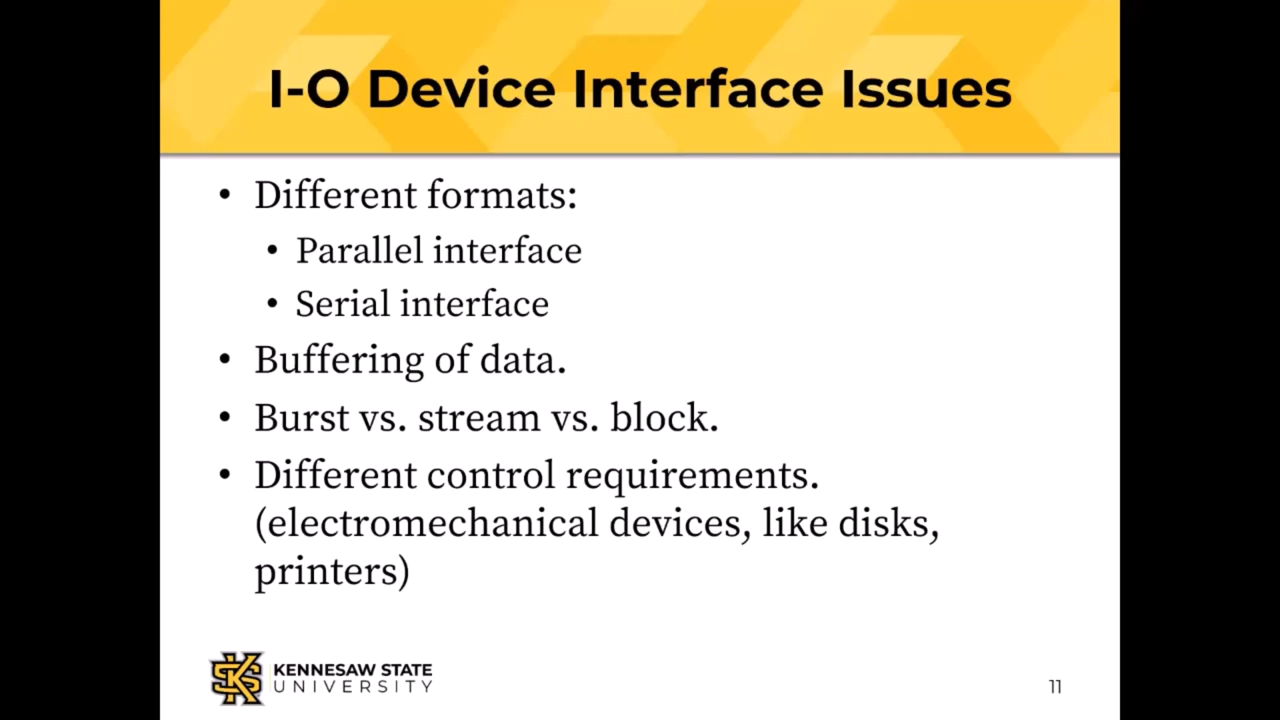 I-O Device Interface Issues
• Different formats:
• Parallel interface
• Serial interface
• Buffering of data.
• Burst vs. stream vs. block.
• Different control requirements.
(electromechanical devices, like disks,
printers)
KENNESAW STATE
UNIVERSITY
11